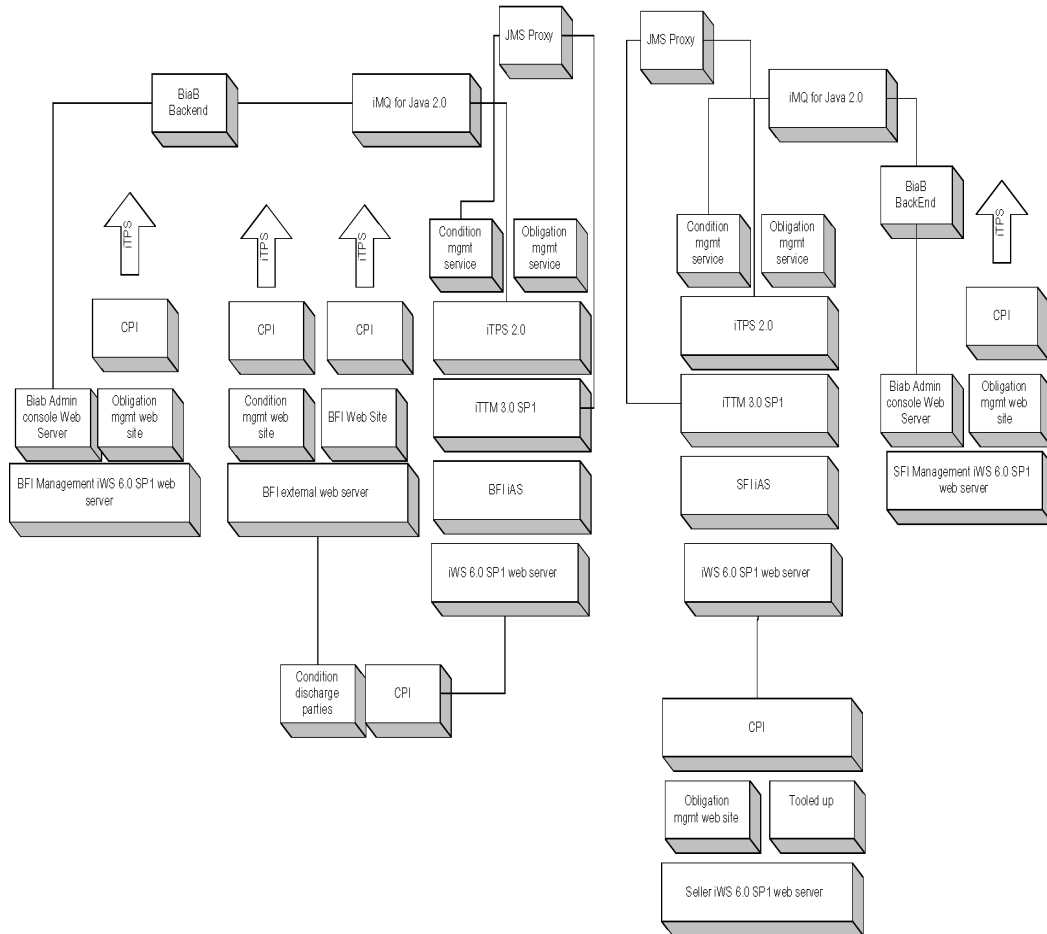 JMS Proxy
JMS Proxy
BiaB
Backend
iMQ for Java 2.0
iMQ for Java 2.0
BiaB
BackEnd
iTPS
iTPS
iTPS
iTPS
Condition
mgmt
service
Obligation
mgmt service
Condition
mgmt
service
Obligation
mgmt
service
CPI
CPI
CPI
iTPS 2.0
iTPS 2.0
CPI
Biab Admin
console Web
Server
Obligation
mgmt web
site
Condition
mgmt web
site
BFI Web Site
iTTM 3.0 SP1
iTTM 3.0 SP1
Biab Admin
console Web
Server
Obligation
mgmt web
site
BFI Management iWS 6.0 SP1 web
server
BFI external web server
BFI iAS
SFI iAS
SFI Management iWS 6.0 SP1
web server
iWS 6.0 SP1 web server
iWS 6.0 SP1 web server
Condition
discharge
parties
CPI
CPI
Obligation
mgmt web site
Tooled up
Seller iWS 6.0 SP1 web server